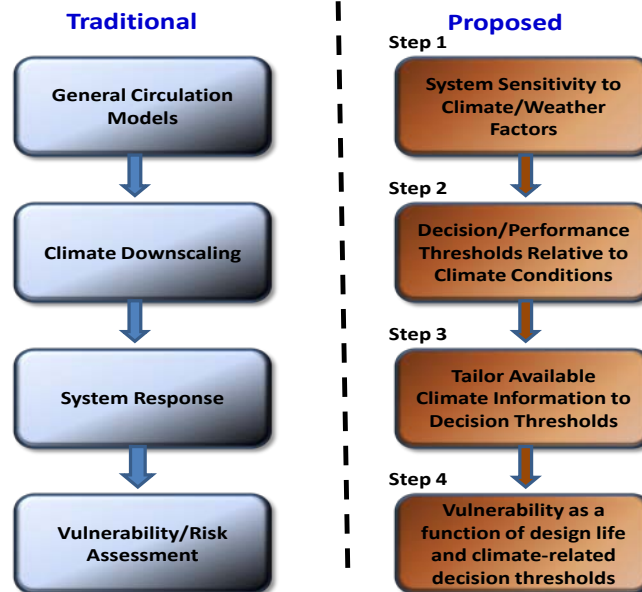 Traditional
General Circulation
Models
Climate Downscaling
System Response
Vulnerability/Risk
Assessment
Proposed
Step 1
System Sensitivity to
Climate/Weather
Factors
Step 2
Decision/Performance
Thresholds Relative to
Climate Conditions
Step 3
Tailor Available
Climate Information to
Decision Thresholds
Step 4
Vulnerability as a
function of design life
and climate-related
decision thresholds